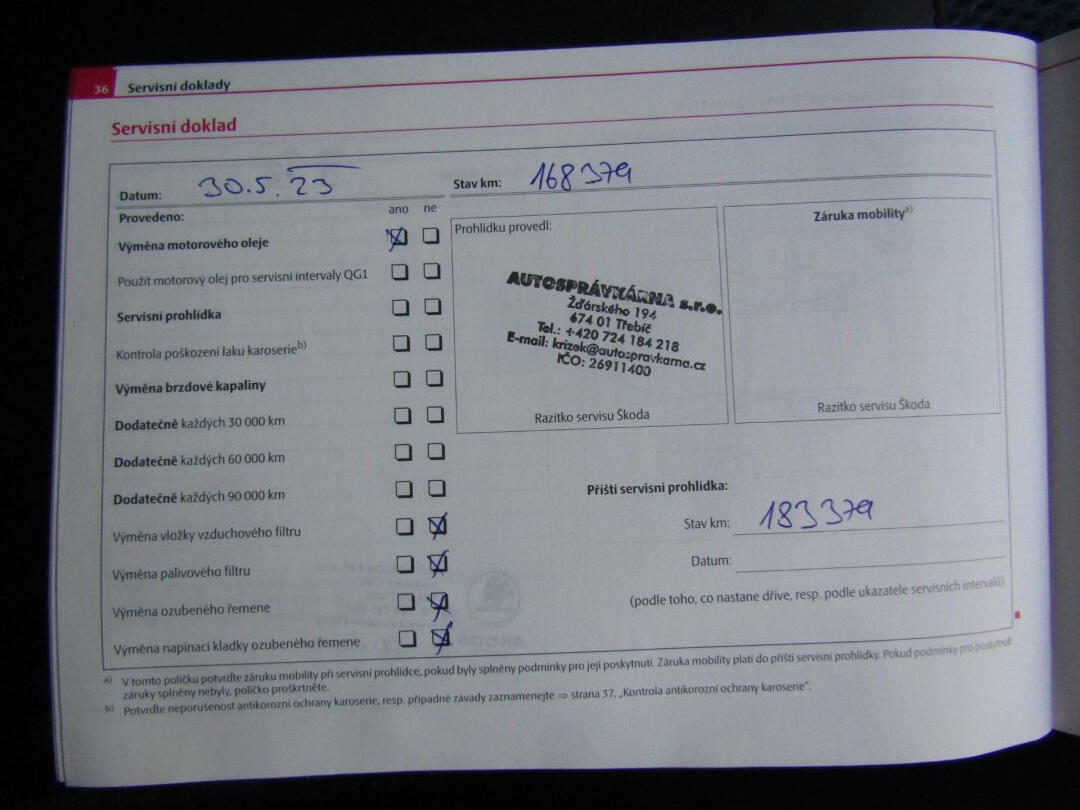 36 Servisní doklady
Servisní doklad
Datum: 30.5.23 Stav km: 168 379
Provedeno: ano ne
Výměna motorového oleje
Použit motorový olej pro servisní intervaly QG1
Servisní prohlídka
Kontrola poškození laku karoserie b)
Výměna brzdové kapaliny
Dodatečně každých 30 000 km
Dodatečně každých 60 000 km
Dodatečně každých 90 000 km
Výměna vložky vzduchového filtru
Výměna palivového filtru
Výměna ozubeného řemene
Výměna napínací kladky ozubeného řemene
Prohlídku provedl:
AUTOSPRÁVKÁRNA s.r.o.
Žďárského 194
674 01 Třebíč
Tel.: +420 724 184 218
E-mail: krizek@autospravkarna.cz
IČO: 26911400
Razítko servisu Škoda
Záruka mobility a)
Razítko servisu Škoda
Příští servisní prohlídka:
Stav km: 183 379
Datum:
(podle toho, co nastane dříve, resp. podle ukazatele servisních intervalů)
a) V tomto políčku potvrďte záruku mobility při servisní prohlídce, pokud byly splněny podmínky pro její poskytnutí. Záruka mobility platí do příští servisní prohlídky. Pokud podmínky pro poskytnutí
záruky splněny nebyly, políčko proškrtněte.
b) Potvrďte neporušenost antikorozní ochrany karoserie, resp. případné závady zaznamenejte ⇒ strana 37, „Kontrola antikorozní ochrany karoserie“.